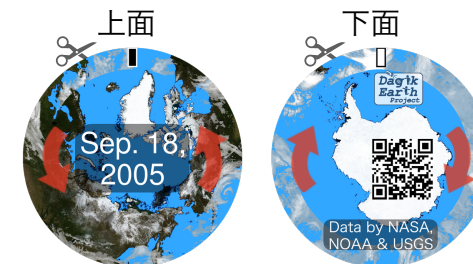 上面
下面
Sep. 18,
2005
Dagik
Earth
Project
Data by NASA,
NOAA & USGS